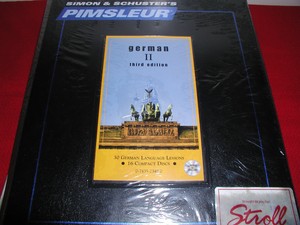 SIMON & SCHUSTER'S
PIMSLEUR
german
II
third edition
30 GERMAN LANGUAGE LESSONS
16 COMPACT DISCS
Stroll